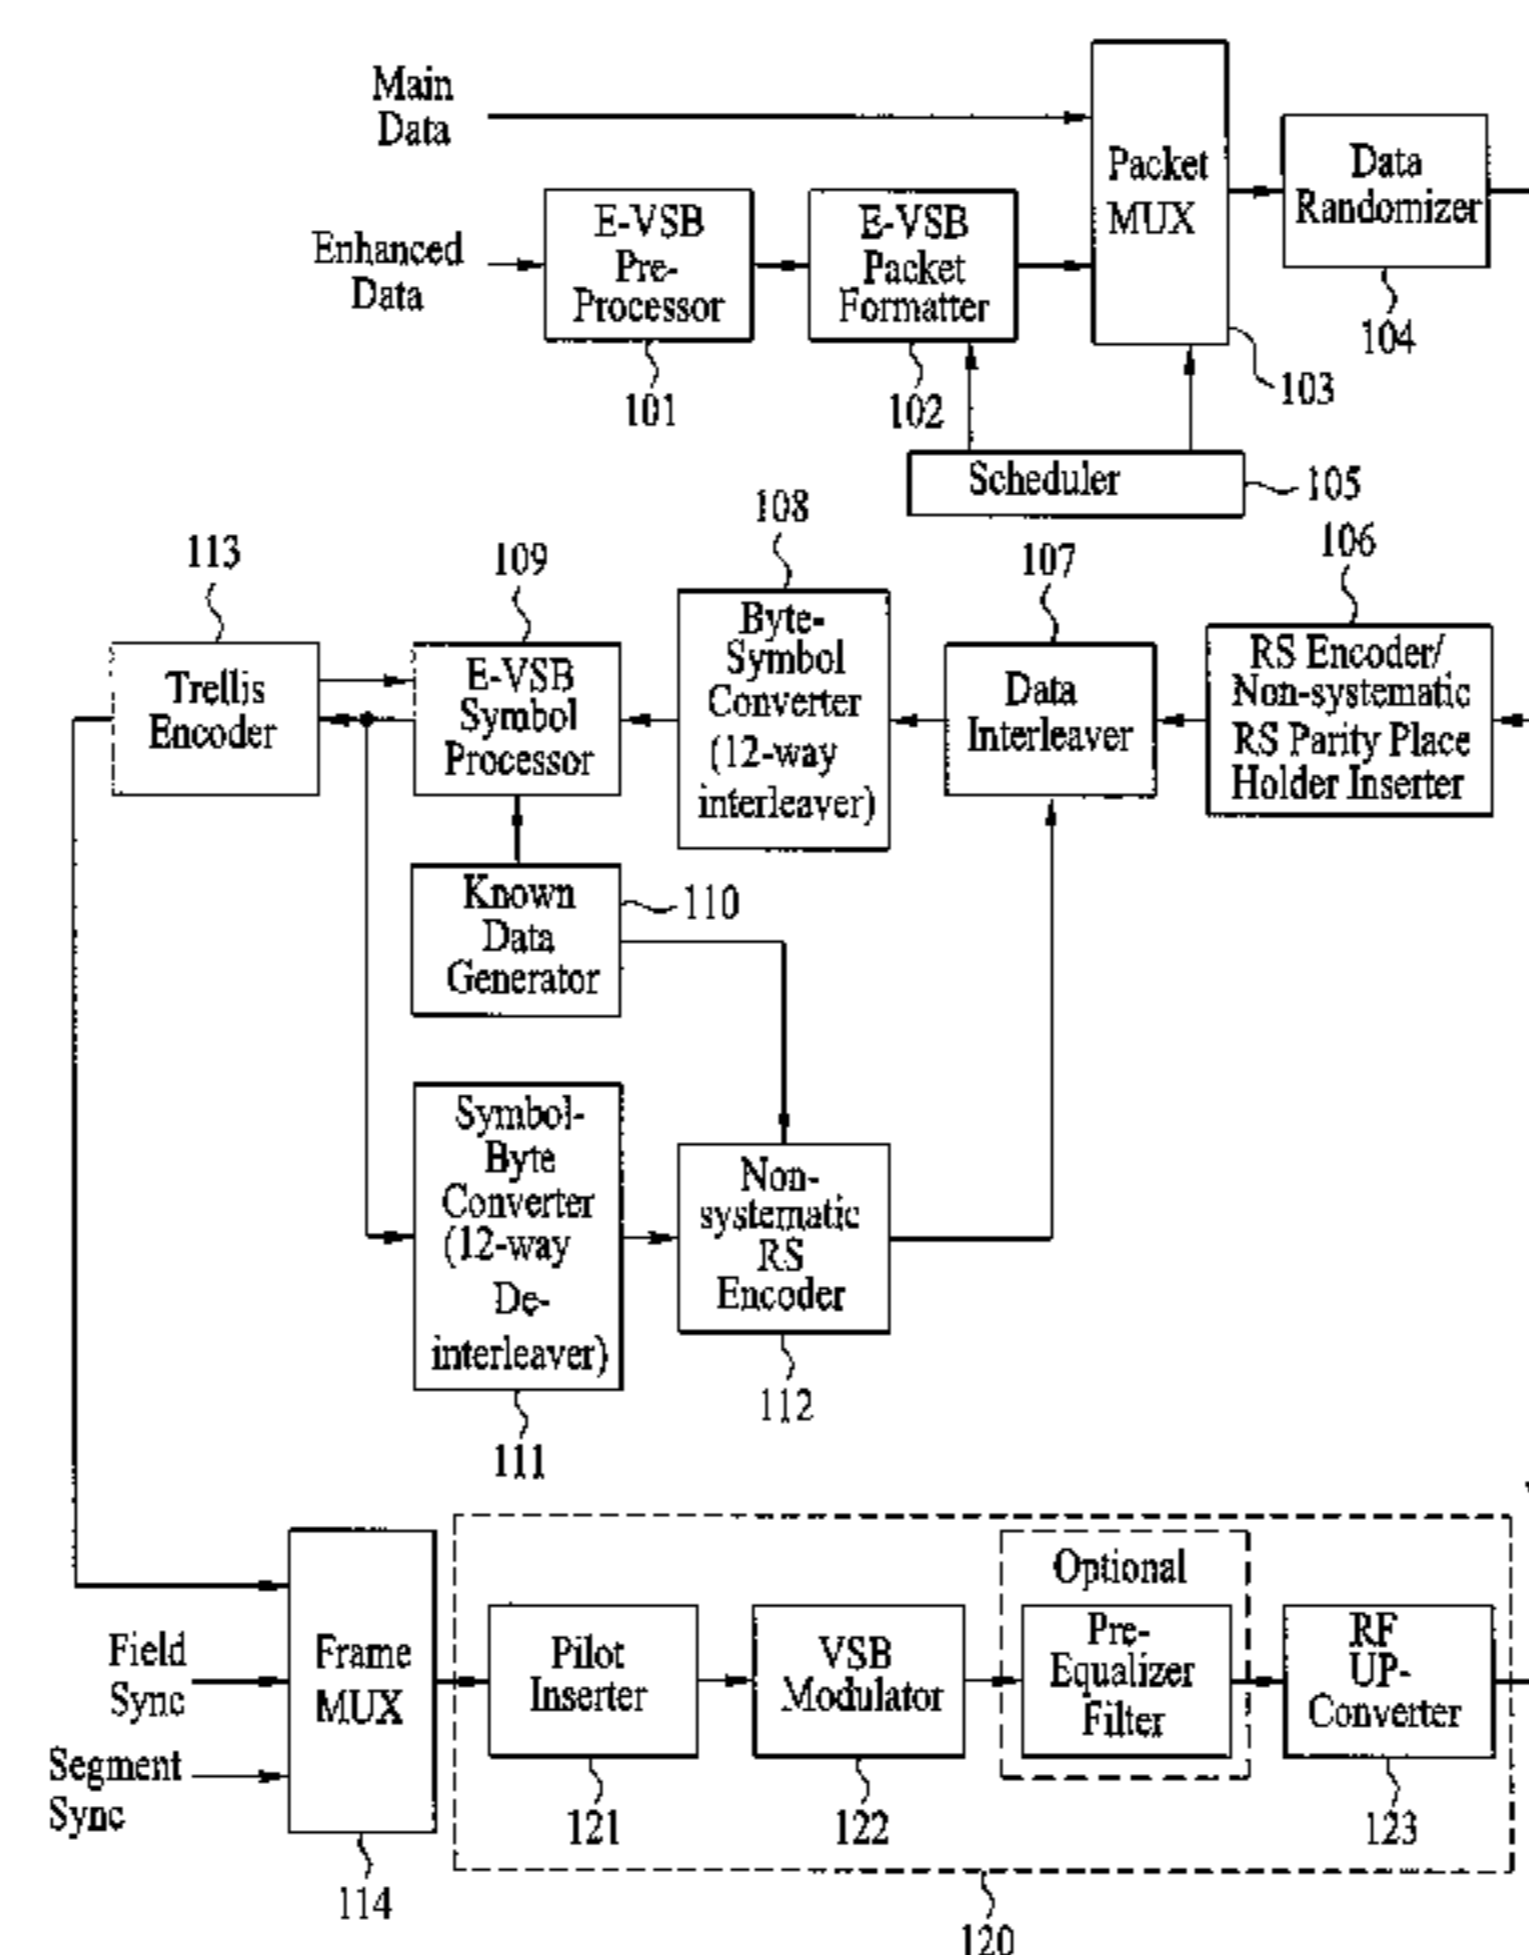 Main
Data
Enhanced
Data
E-VSB
Pre-
Processor
101
E-VSB
Packet
Formatter
102
Packet
MUX
103
Data
Randomizer
104
Scheduler
105
113
Trellis
Encoder
109
E-VSB
Symbol
Processor
108
Byte-
Symbol
Converter
(12-way
interleaver)
107
Data
Interleaver
106
RS Encoder/
Non-systematic
RS Parity Place
Holder Inserter
Known
Data
Generator
110
Symbol-
Byte
Converter
(12-way
De-
interleaver)
111
Non-
systematic
RS
Encoder
112
Field
Sync
Segment
Sync
Frame
MUX
114
Pilot
Inserter
121
VSB
Modulator
122
Optional
Pre-
Equalizer
Filter
RF
UP-
Converter
123
120